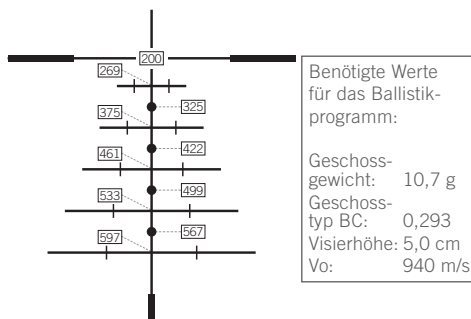 200
269
325
375
422
461
499
533
567
597
Benötigte Werte
für das Ballistik-
programm:
Geschoss-
gewicht: 10,7 g
Geschoss-
typ BC: 0,293
Visierhöhe: 5,0 cm
Vo: 940 m/s